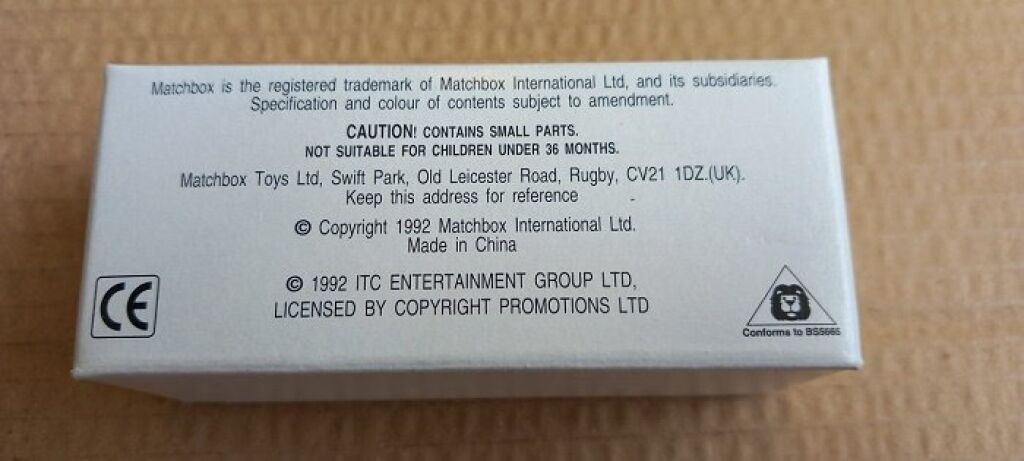 Matchbox is the registered trademark of Matchbox International Ltd, and its subsidiaries.
Specification and colour of contents subject to amendment.
CAUTION! CONTAINS SMALL PARTS.
NOT SUITABLE FOR CHILDREN UNDER 36 MONTHS.
Matchbox Toys Ltd, Swift Park, Old Leicester Road, Rugby, CV21 1DZ.(UK).
Keep this address for reference
© Copyright 1992 Matchbox International Ltd.
Made in China
© 1992 ITC ENTERTAINMENT GROUP LTD,
LICENSED BY COPYRIGHT PROMOTIONS LTD
CE
Conforms to BS5665